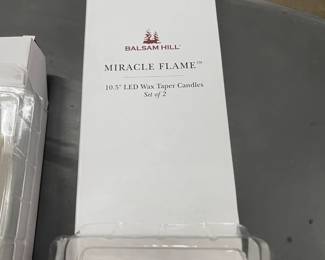 BALSAM HILL
MIRACLE FLAME™
10.5" LED Wax Taper Candles
Set of 2